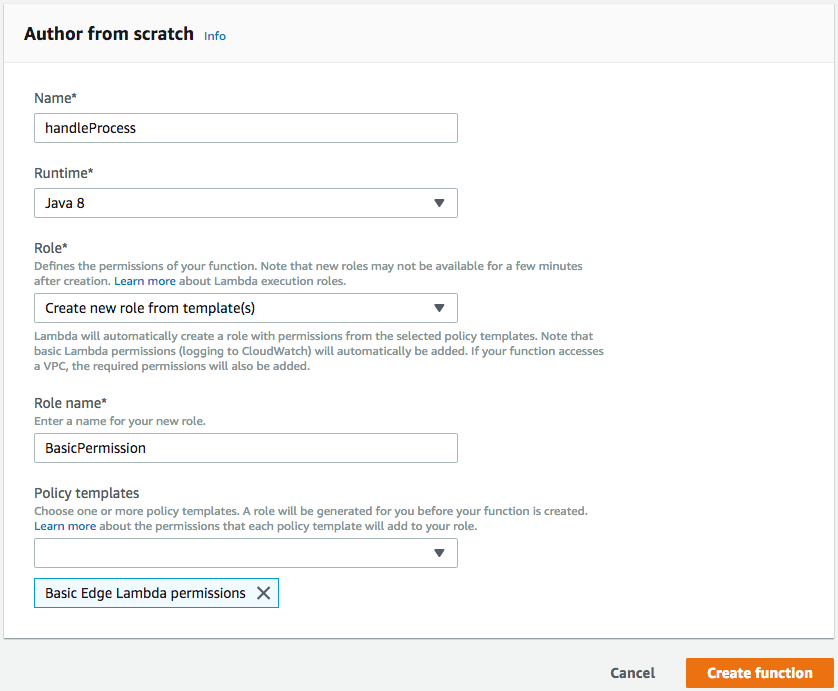 Author from scratch Info
Name*
handleProcess
Runtime*
Java 8
Role*
Defines the permissions of your function. Note that new roles may not be available for a few minutes
after creation. Learn more about Lambda execution roles.
Create new role from template(s)
Lambda will automatically create a role with permissions from the selected policy templates. Note that
basic Lambda permissions (logging to CloudWatch) will automatically be added. If your function accesses
a VPC, the required permissions will also be added.
Role name*
Enter a name for your new role.
BasicPermission
Policy templates
Choose one or more policy templates. A role will be generated for you before your function is created.
Learn more about the permissions that each policy template will add to your role.
Basic Edge Lambda permissions
Cancel Create function